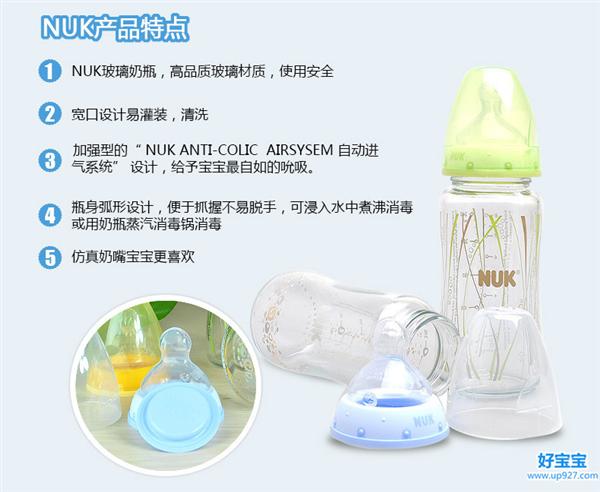 NUK产品特点
1 NUK玻璃奶瓶，高品质玻璃材质，使用安全
2 宽口设计易灌装，清洗
3 加强型的“ NUK ANTI-COLIC AIRSYSEM 自动进
气系统” 设计，给予宝宝最自如的吮吸。
4 瓶身弧形设计，便于抓握不易脱手，可浸入水中煮沸消毒
或用奶瓶蒸汽消毒锅消毒
5 仿真奶嘴宝宝更喜欢
NUK
NUK
NUK
好宝宝
www.up927.com